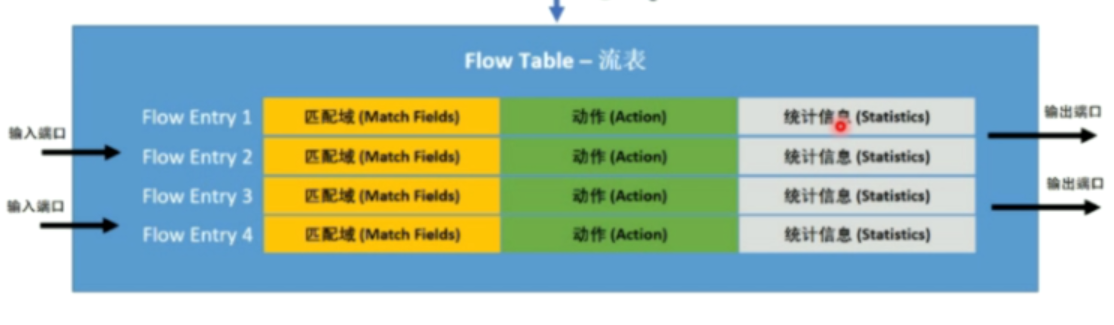 Flow Table – 流表
Flow Entry 1 匹配域 (Match Fields) 动作 (Action) 统计信息 (Statistics)
输入端口
输出端口
Flow Entry 2 匹配域 (Match Fields) 动作 (Action) 统计信息 (Statistics)
Flow Entry 3 匹配域 (Match Fields) 动作 (Action) 统计信息 (Statistics)
输入端口
输出端口
Flow Entry 4 匹配域 (Match Fields) 动作 (Action) 统计信息 (Statistics)